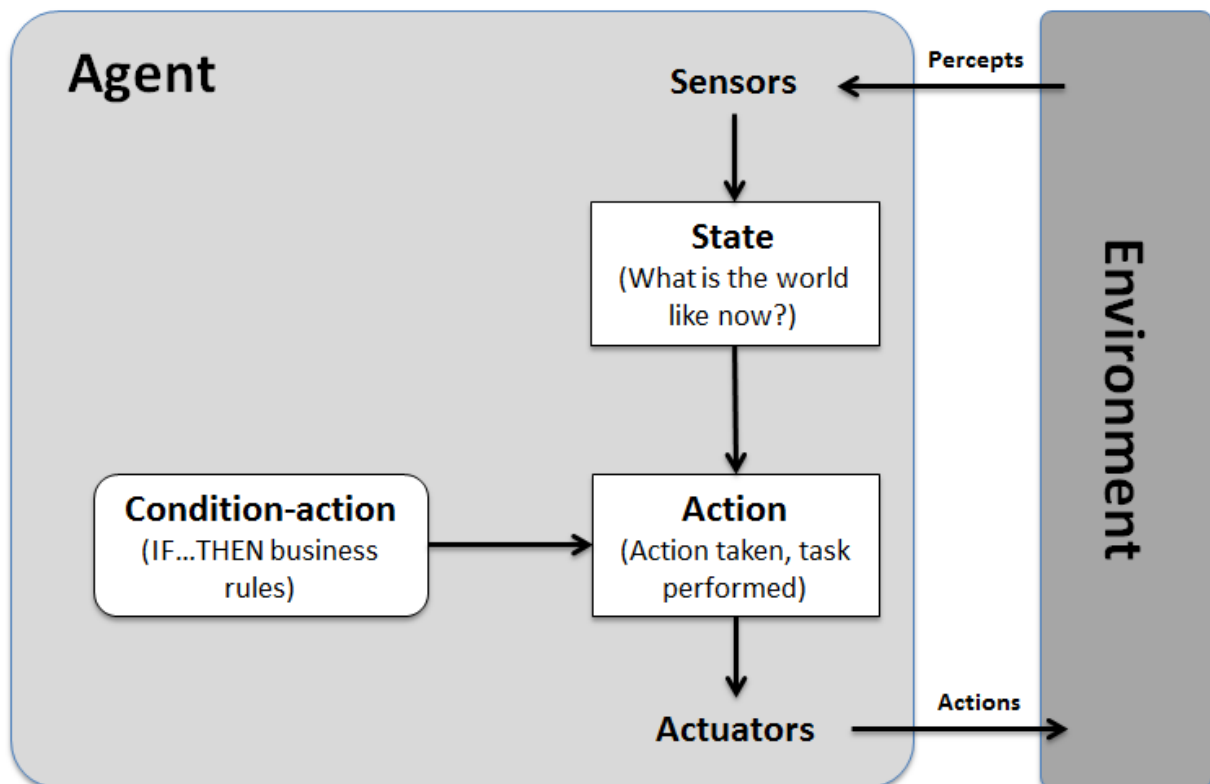 Agent
Percepts
Sensors
State
(What is the world
like now?)
Environment
Condition-action
(IF...THEN business
rules)
Action
(Action taken, task
performed)
Actions
Actuators